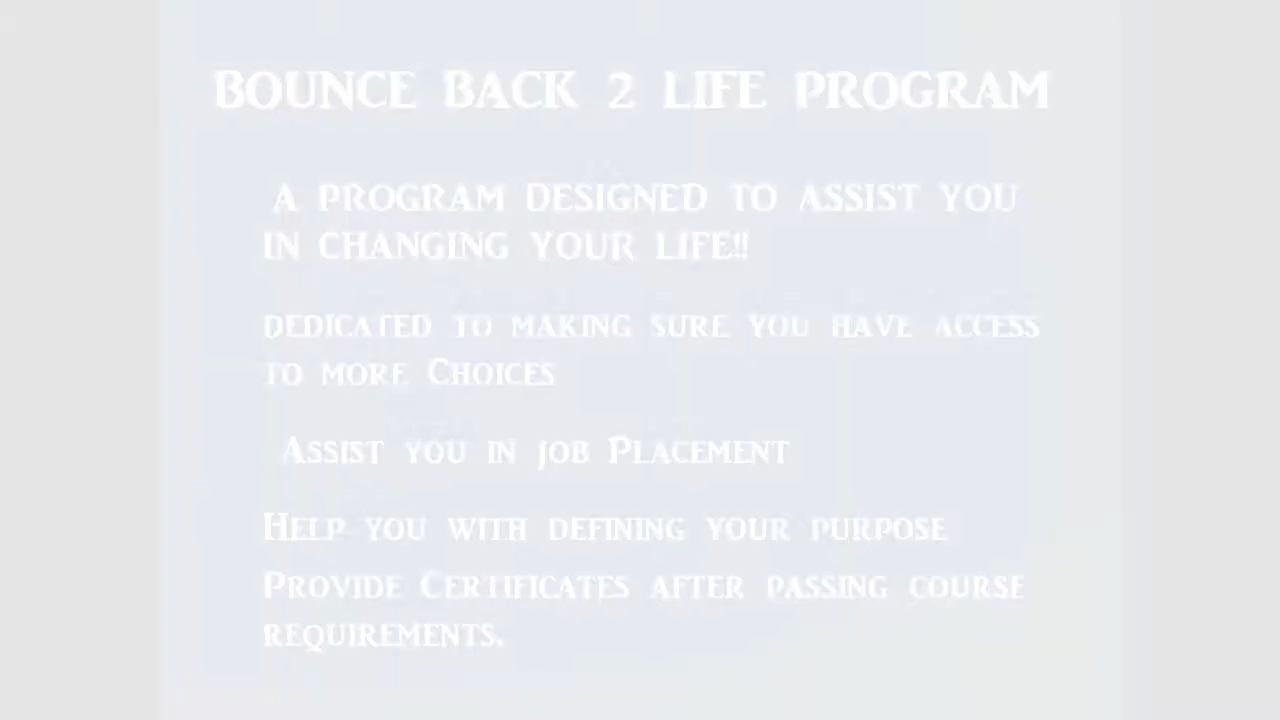 BOUNCE BACK 2 LIFE PROGRAM
A PROGRAM DESIGNED TO ASSIST YOU
IN CHANGING YOUR LIFE!!
DEDICATED TO MAKING SURE YOU HAVE ACCESS
TO MORE CHOICES
ASSIST YOU IN JOB PLACEMENT
HELP YOU WITH DEFINING YOUR PURPOSE
PROVIDE CERTIFICATES AFTER PASSING COURSE
REQUIREMENTS.